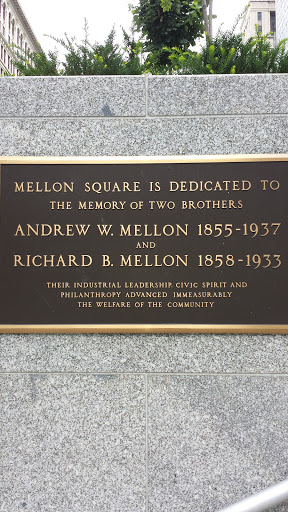 MELLON SQUARE IS DEDICATED TO
THE MEMORY OF TWO BROTHERS
ANDREW W. MELLON 1855-1937
AND
RICHARD B. MELLON 1858-1933
THEIR INDUSTRIAL LEADERSHIP, CIVIC SPIRIT AND
PHILANTHROPY ADVANCED IMMEASURABLY
THE WELFARE OF THE COMMUNITY